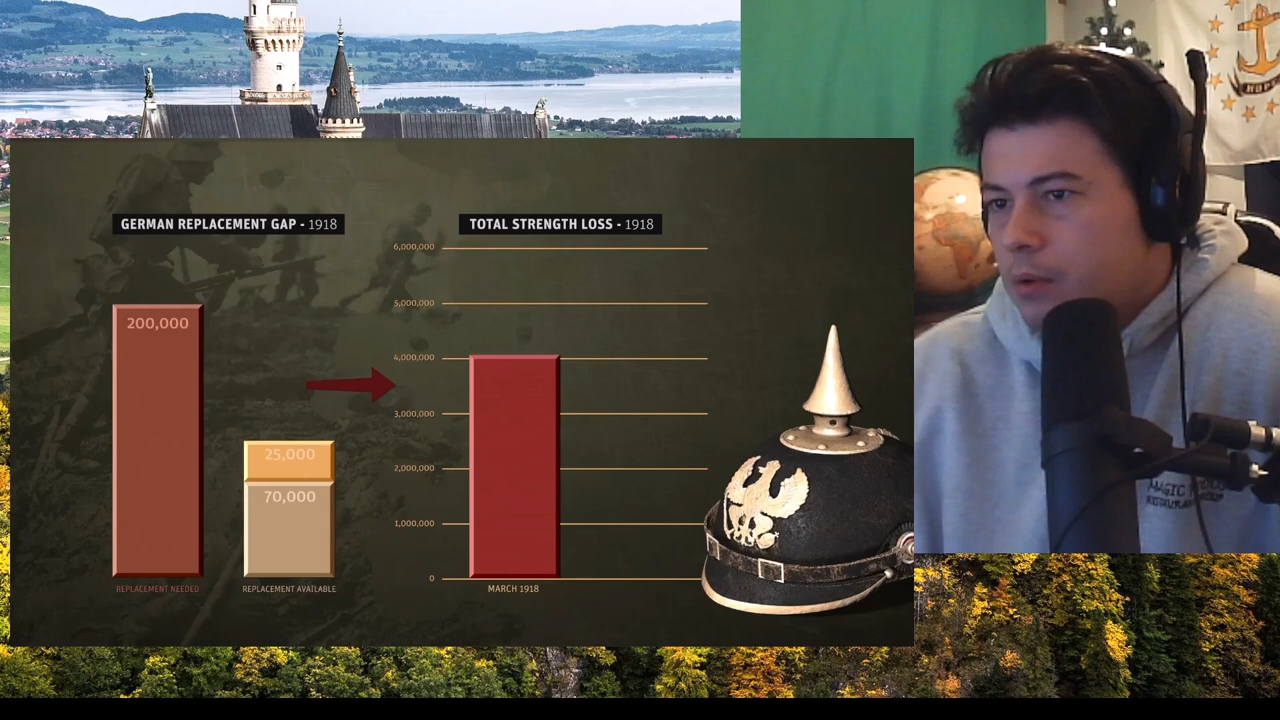 GERMAN REPLACEMENT GAP - 1918
200,000
25,000
70,000
REPLACEMENT NEEDED
REPLACEMENT AVAILABLE
TOTAL STRENGTH LOSS - 1918
6,000,000
5,000,000
4,000,000
3,000,000
2,000,000
1,000,000
0
MARCH 1918
HOPE
MAGIC